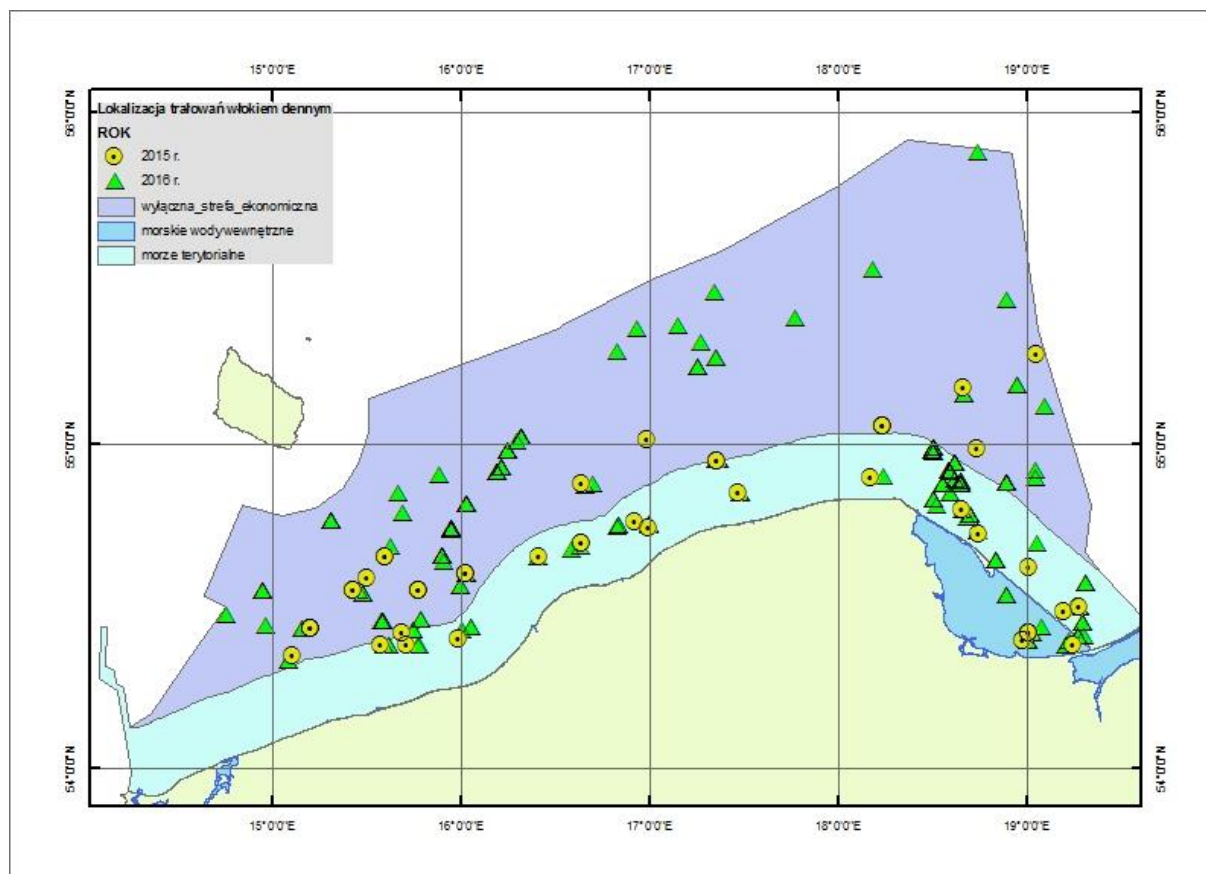 15°0'0"E 16°0'0"E 17°0'0"E 18°0'0"E 19°0'0"E
56°0'0"N 56°0'0"N
Lokalizacja trałowań włokiem dennym
ROK
2015 r.
2016 r.
wyłączna_strefa_ekonomiczna
morskie wody wewnętrzne
morze terytorialne
55°0'0"N 55°0'0"N
54°0'0"N 54°0'0"N
15°0'0"E 16°0'0"E 17°0'0"E 18°0'0"E 19°0'0"E